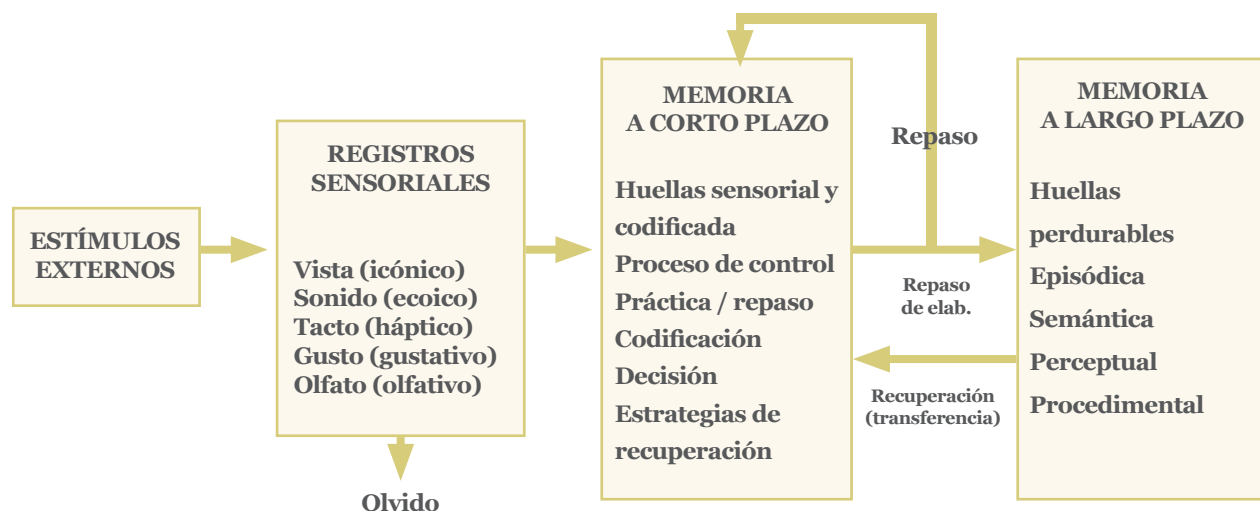 ESTÍMULOS
EXTERNOS
REGISTROS
SENSORIALES
Vista (icónico)
Sonido (ecoico)
Tacto (háptico)
Gusto (gustativo)
Olfato (olfativo)
Olvido
MEMORIA
A CORTO PLAZO
Huellas sensorial y
codificada
Proceso de control
Práctica / repaso
Codificación
Decisión
Estrategias de
recuperación
Repaso
Repaso
de elab.
Recuperación
(transferencia)
MEMORIA
A LARGO PLAZO
Huellas
perdurables
Episódica
Semántica
Perceptual
Procedimental